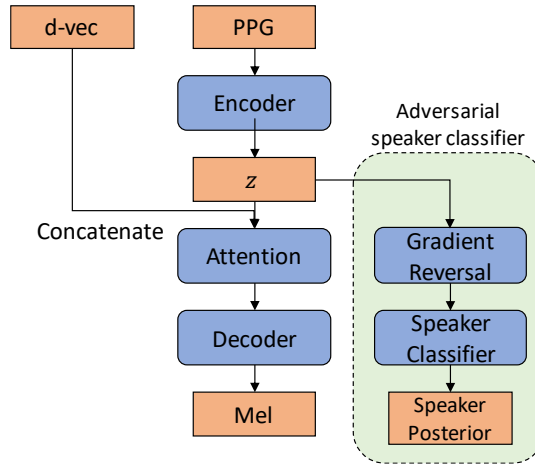 d-vec
PPG
Encoder
Adversarial
speaker classifier
z
Concatenate
Attention
Gradient
Reversal
Decoder
Speaker
Classifier
Mel
Speaker
Posterior